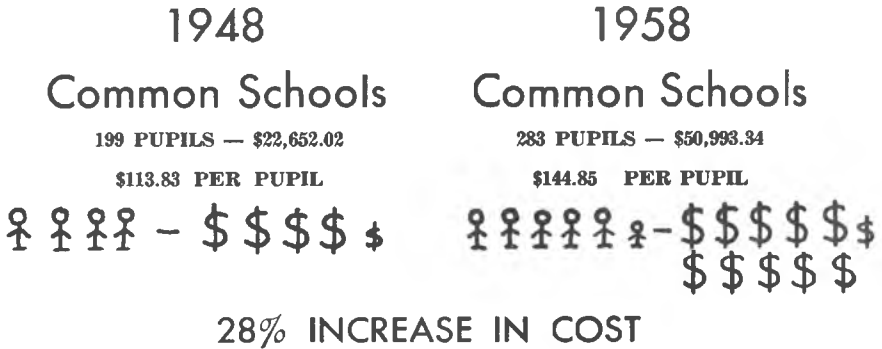 1948
Common Schools
199 PUPILS — $22,652.02
$113.83 PER PUPIL
– $ $ $ $ $
1958
Common Schools
283 PUPILS — $50,993.34
$144.85 PER PUPIL
– $ $ $ $ $ $
$ $ $ $ $
28% INCREASE IN COST